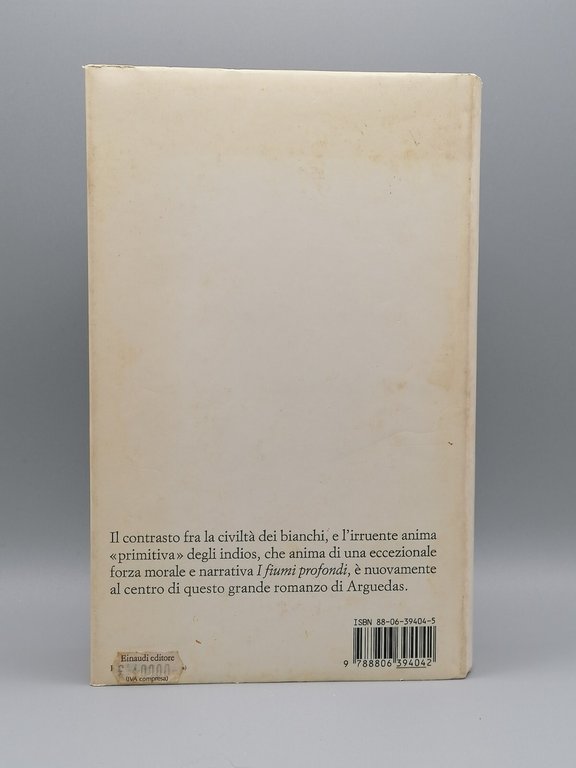 Il contrasto fra la civiltà dei bianchi, e l'irruente anima
«primitiva» degli indios, che anima di una eccezionale
forza morale e narrativa I fiumi profondi, è nuovamente
al centro di questo grande romanzo di Arguedas.
ISBN 88-06-39404-5
9 788806 394042
Einaudi editore
(IVA compresa)